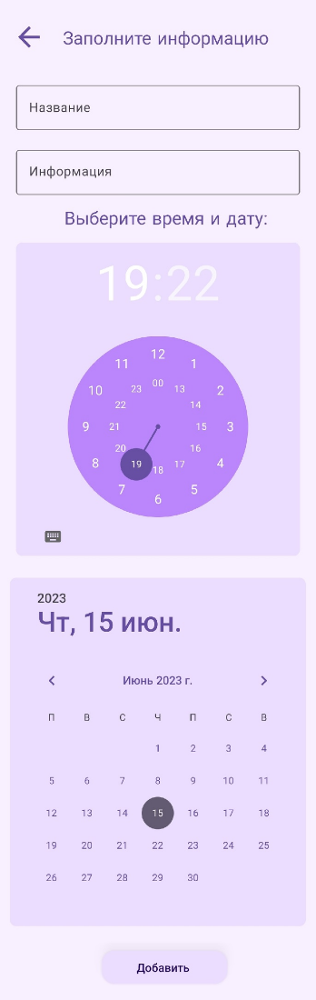 Заполните информацию
Название
Информация
Выберите время и дату:
19:22
12
11 1
00
23 13
10 2
22 14
9 21 15 3
20 16
8 19 17 4
18
7 5
6
2023
Чт, 15 июн.
Июнь 2023 г.
П В С Ч П С В
1 2 3 4
5 6 7 8 9 10 11
12 13 14 15 16 17 18
19 20 21 22 23 24 25
26 27 28 29 30
Добавить